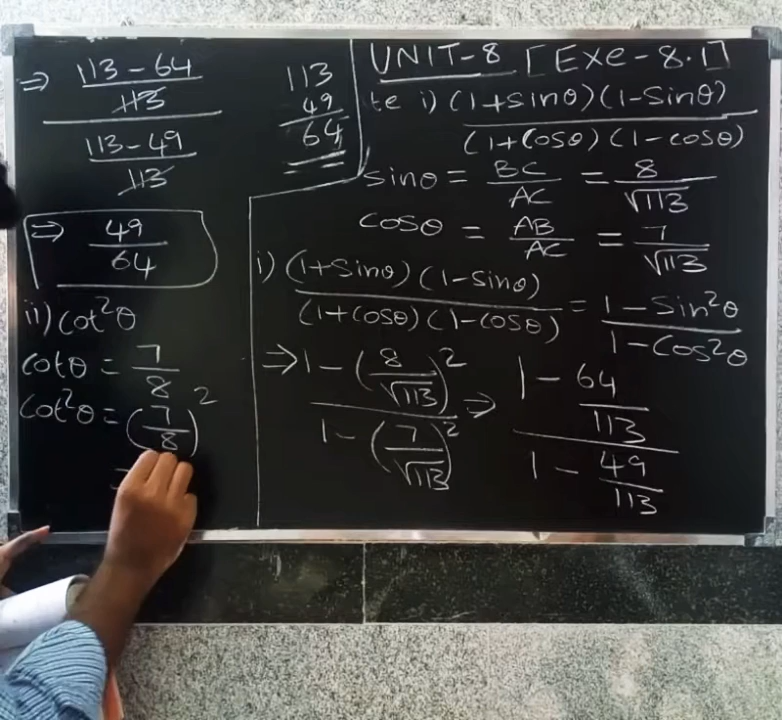 UNIT-8 [Exe-8.1]
te i) (1+sinθ)(1-Sinθ)
(1+Cosθ)(1-cosθ)
sinθ = BC/AC = 8/√113
cosθ = AB/AC = 7/√113
i) (1+Sinθ)(1-Sinθ)/(1+cosθ)(1-cosθ) = 1-Sin²θ/1-Cos²θ
⇒ 1-(8/√113)²/1-(7/√113)² ⇒ 1-64/113/1-49/113
⇒ 113-64/113
113-49/113
113
49
64
⇒ 49/64
ii) Cot²θ
Cotθ = 7/8
Cot²θ = (7/8)²